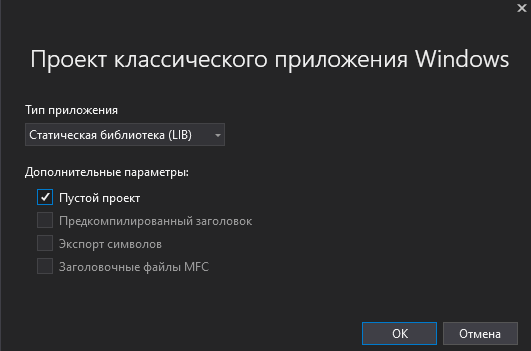 Проект классического приложения Windows
Тип приложения
Статическая библиотека (LIB)
Дополнительные параметры:
Пустой проект
Предкомпилированный заголовок
Экспорт символов
Заголовочные файлы MFC
ОК
Отмена